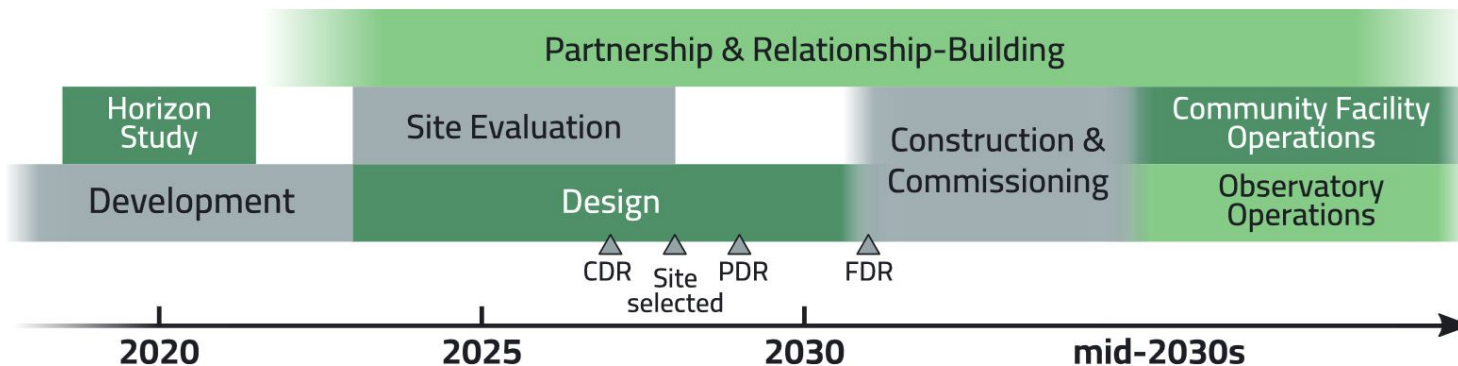 Partnership & Relationship-Building
Horizon
Study
Site Evaluation
Construction &
Commissioning
Community Facility
Operations
Development
Design
Observatory
Operations
CDR
Site
selected
PDR
FDR
2020
2025
2030
mid-2030s